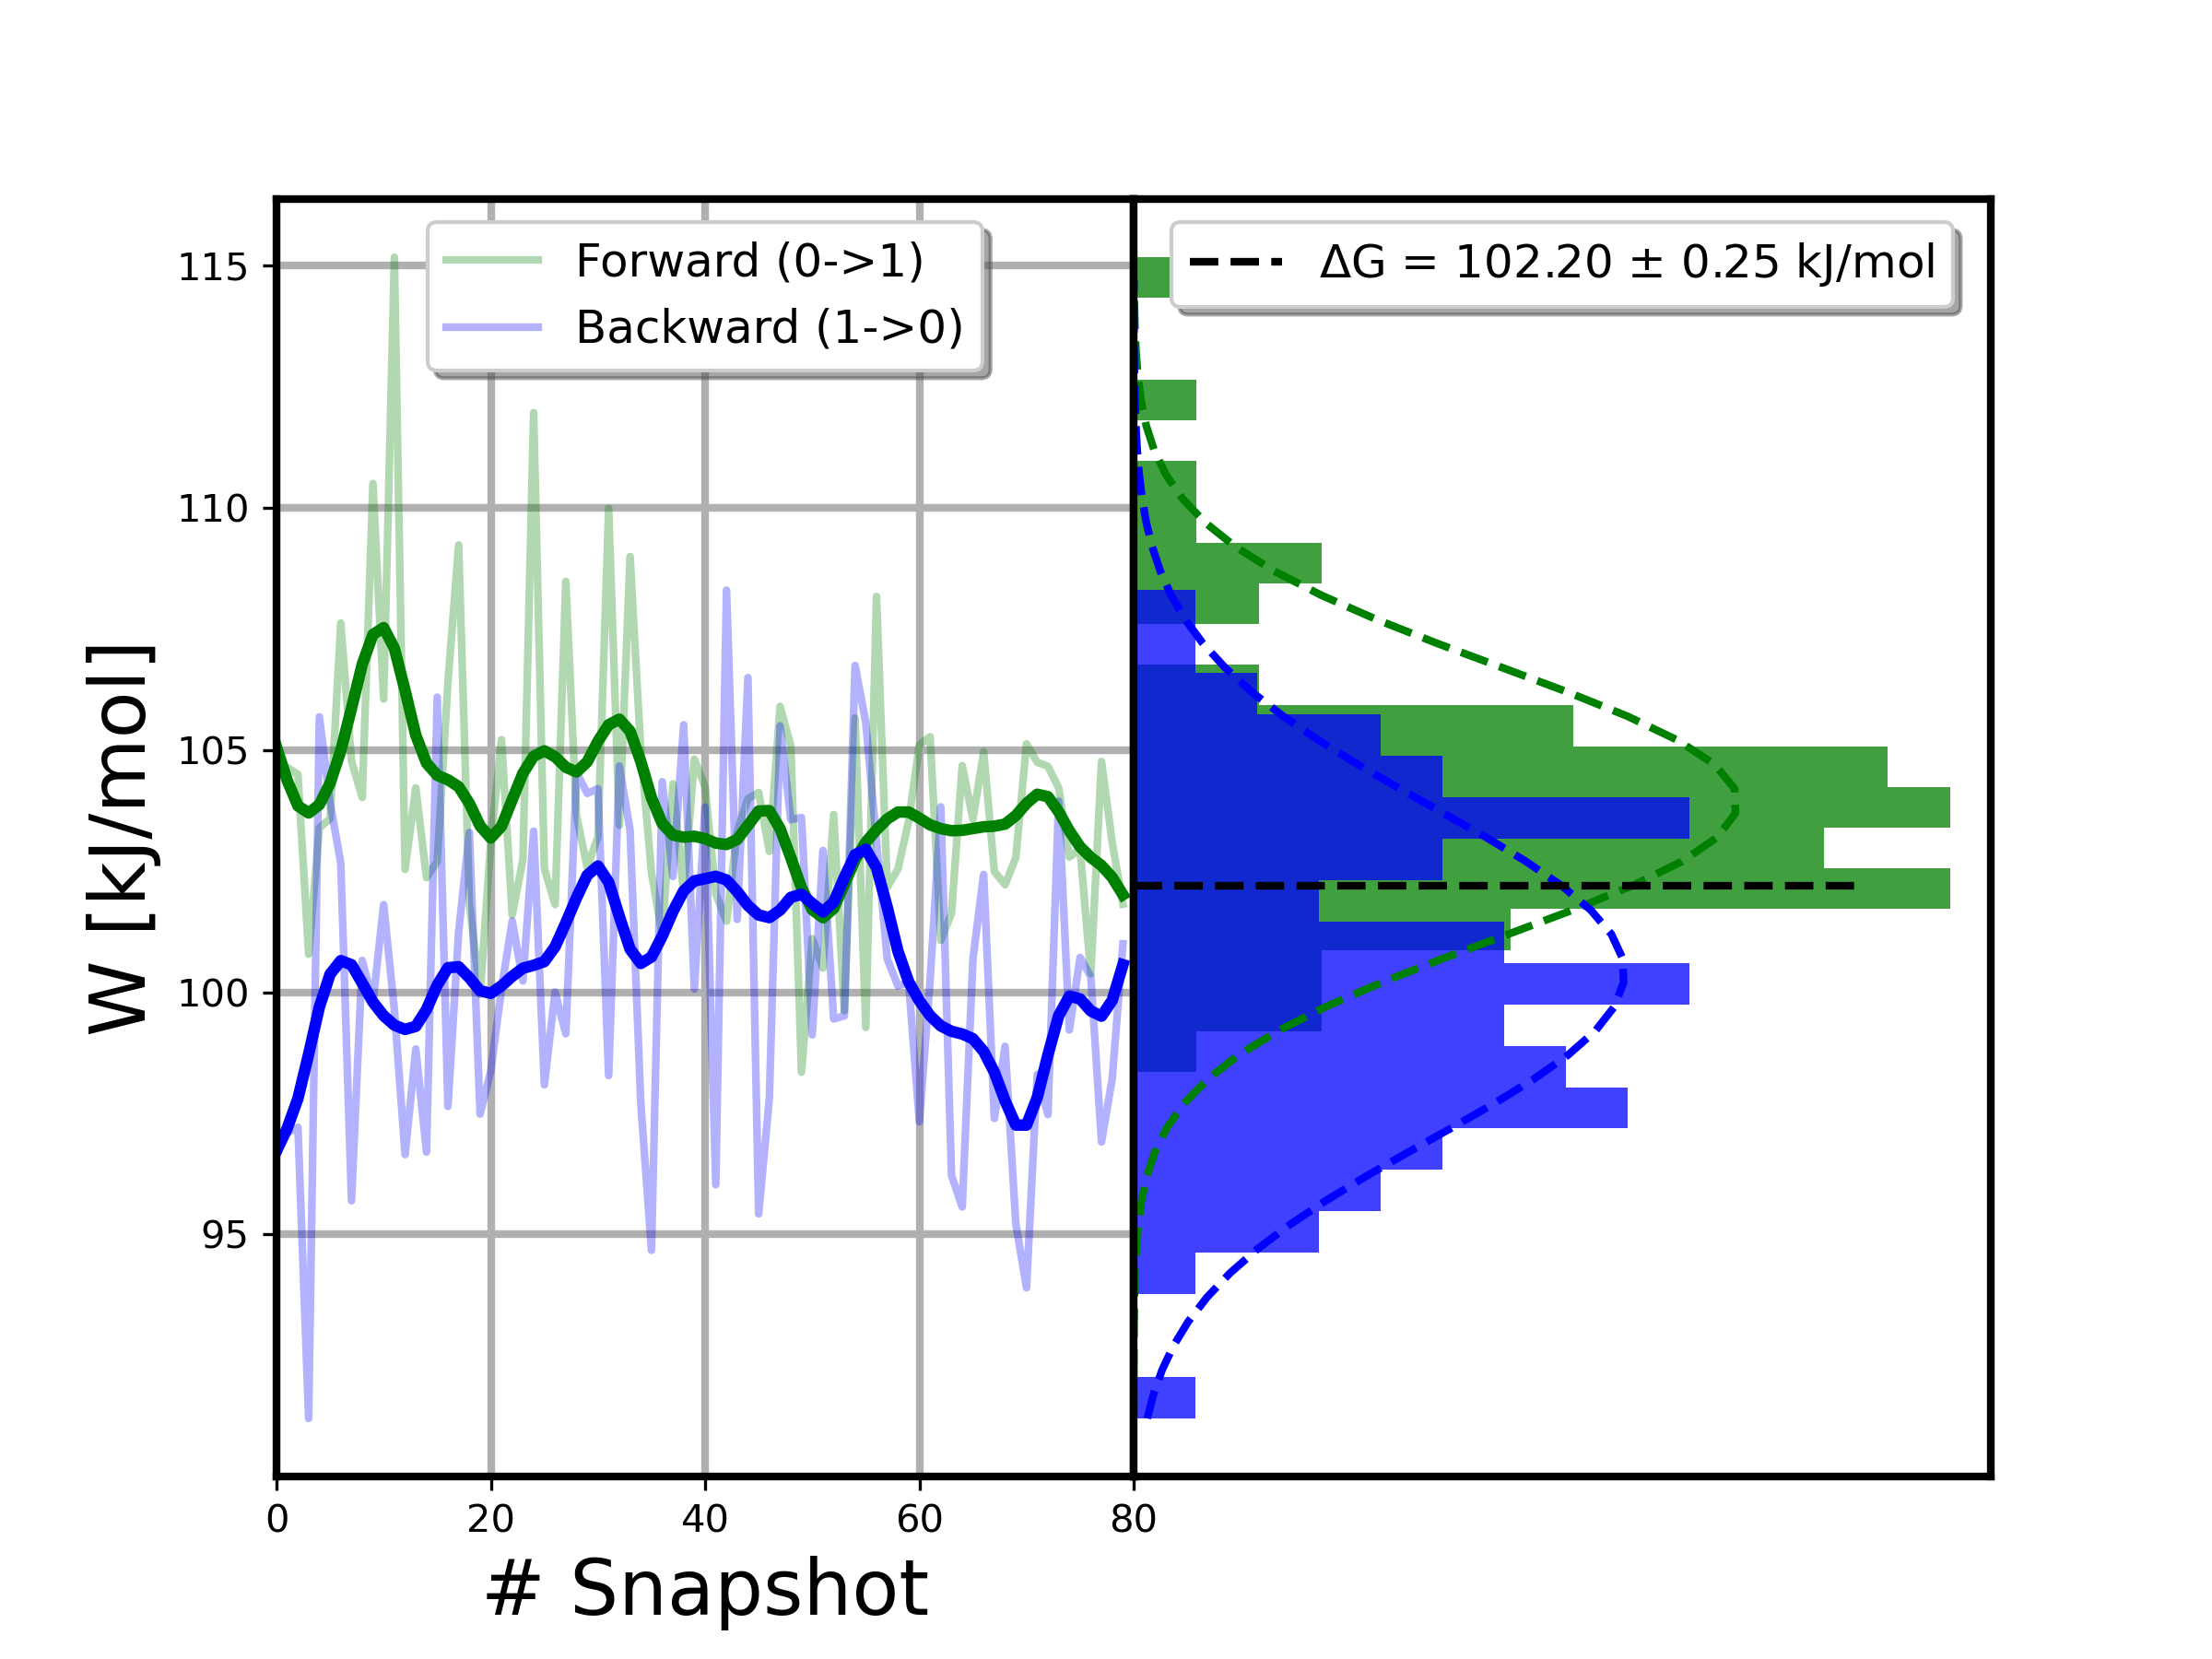 Forward (0->1)
Backward (1->0)
ΔG = 102.20 ± 0.25 kJ/mol
115
110
105
100
95
W [kJ/mol]
0 20 40 60 80
# Snapshot